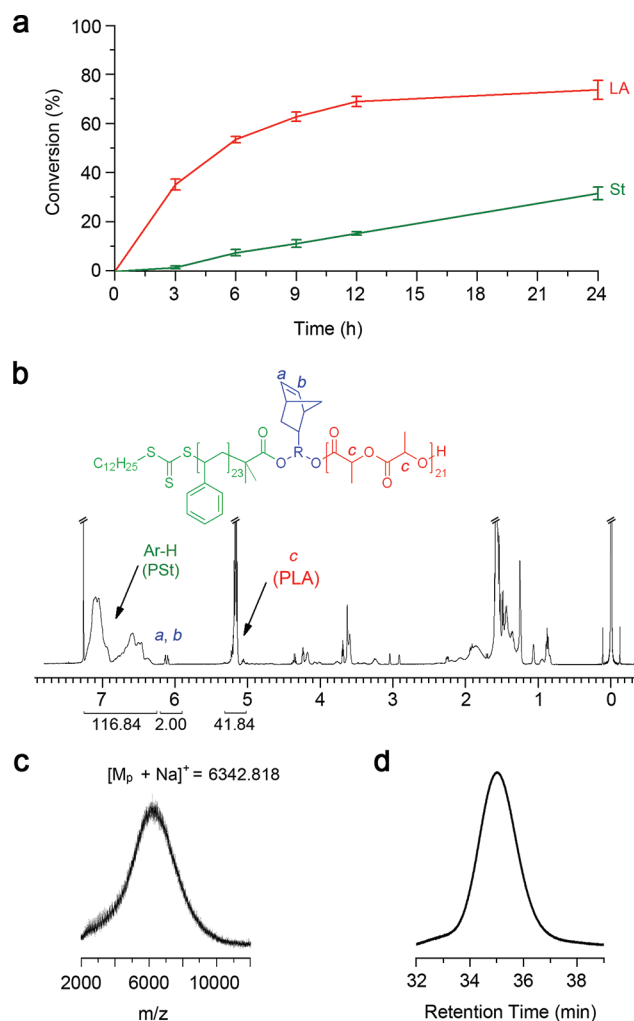 a
100
80
60
40
20
0
Conversion (%)
LA
St
0 3 6 9 12 15 18 21 24
Time (h)
b
a
b
C12H25
S
S
S
23
O
O
R
O
O
c
O
O
c
O
H
21
Ar-H
(PSt)
a, b
c
(PLA)
7 6 5 4 3 2 1 0
116.84 2.00 41.84
c
[Mp + Na]+ = 6342.818
2000 6000 10000
m/z
d
32 34 36 38
Retention Time (min)